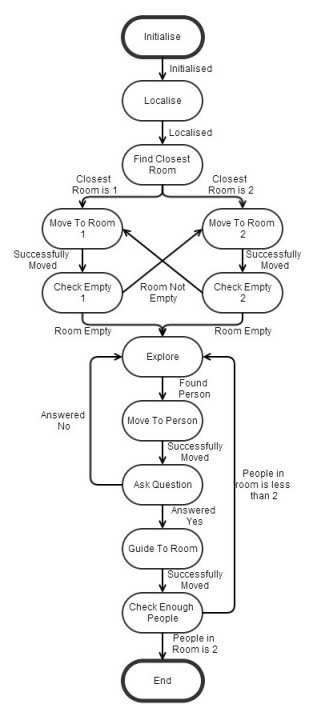 Initialise
Initialised
Localise
Localised
Find Closest
Room
Closest
Room is 1
Closest
Room is 2
Move To Room
1
Move To Room
2
Successfully
Moved
Successfully
Moved
Check Empty
1
Room Not
Empty
Check Empty
2
Room Empty
Room Empty
Explore
Found
Person
Answered
No
Move To Person
Successfully
Moved
Ask Question
People in
room is less
than 2
Answered
Yes
Guide To Room
Successfully
Moved
Check Enough
People
People in
Room is 2
End